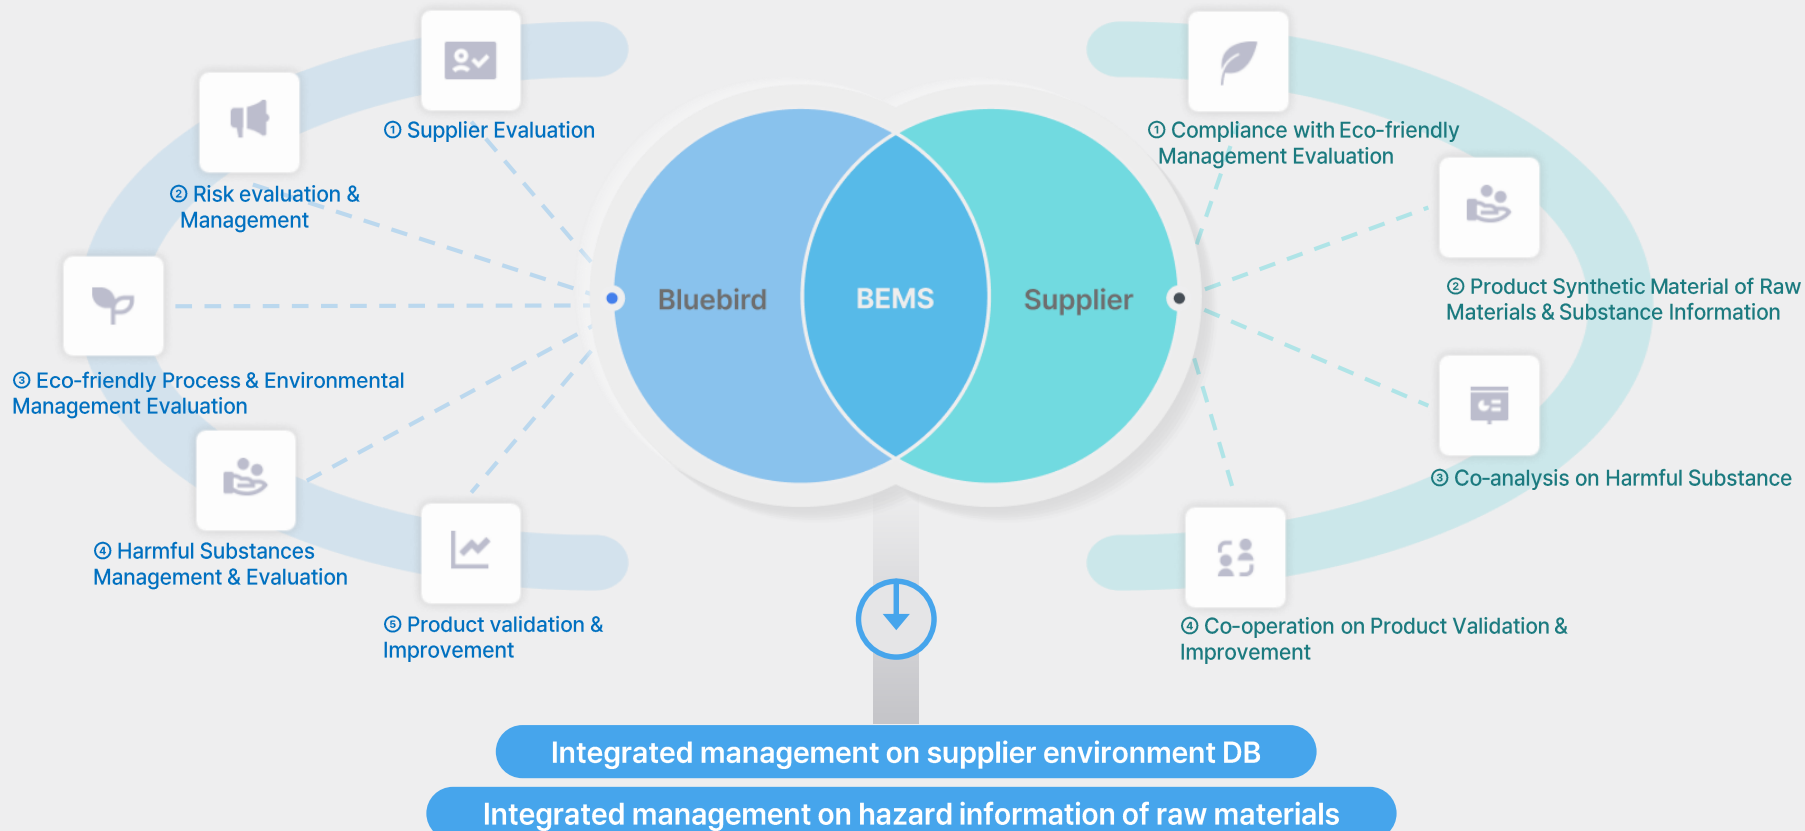 ① Supplier Evaluation
② Risk evaluation &
Management
③ Eco-friendly Process & Environmental
Management Evaluation
④ Harmful Substances
Management & Evaluation
⑤ Product validation &
Improvement
Bluebird
BEMS
Supplier
① Compliance with Eco-friendly
Management Evaluation
② Product Synthetic Material of Raw
Materials & Substance Information
③ Co-analysis on Harmful Substance
④ Co-operation on Product Validation &
Improvement
Integrated management on supplier environment DB
Integrated management on hazard information of raw materials